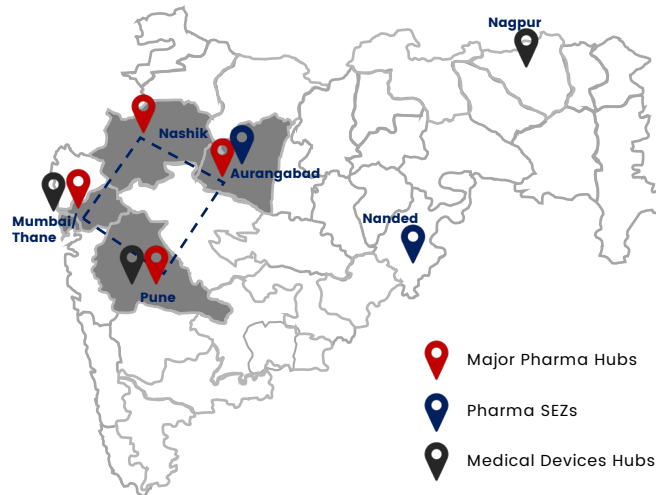 Nagpur
Nashik
Aurangabad
Mumbai/
Thane
Nanded
Pune
Major Pharma Hubs
Pharma SEZs
Medical Devices Hubs